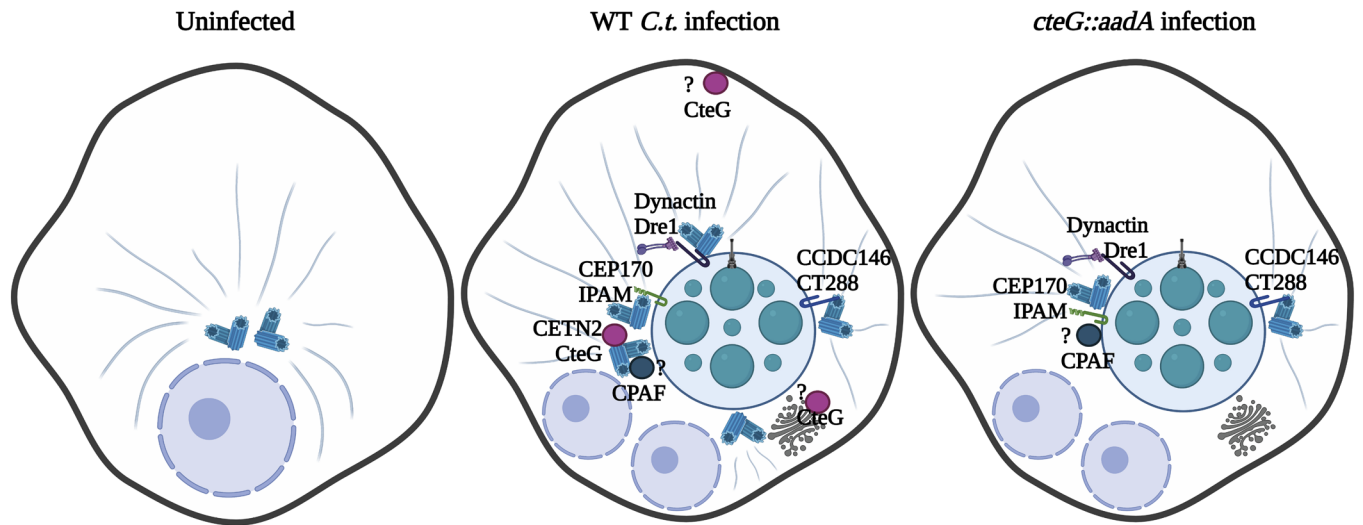 Uninfected
WT C.t. infection
cteG::aadA infection
?
CteG
Dynactin
Dre1
CEP170
IPAM
CETN2
CteG
?
CPAF
CCDC146
CT288
?
CteG
Dynactin
Dre1
CEP170
IPAM
?
CPAF
CCDC146
CT288